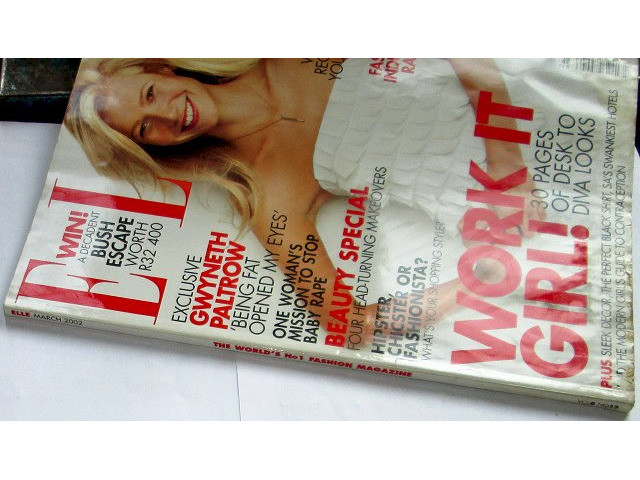 ELLE
WIN!
A DECADENT
BUSH
ESCAPE
WORTH
R32 400
EXCLUSIVE
GWYNETH
PALTROW
'BEING FAT
OPENED MY EYES'
ONE WOMAN'S
MISSION TO STOP
BABY RAPE
BEAUTY SPECIAL
FOUR HEAD-TURNING MAKEOVERS
HIPSTER,
CHICSTER OR
FASHIONISTA?
WHAT'S YOUR SHOPPING STYLE?
WORK IT
GIRL!
30 PAGES
OF DESK TO
DIVA LOOKS
PLUS SLEEK DECOR, THE PERFECT BLACK SHIRT, SA'S SWANKIEST HOTELS
THE MODERN GIRL'S GUIDE TO CONTRACEPTION
ELLE MARCH 2002
THE WORLD'S No1 FASHION MAGAZINE